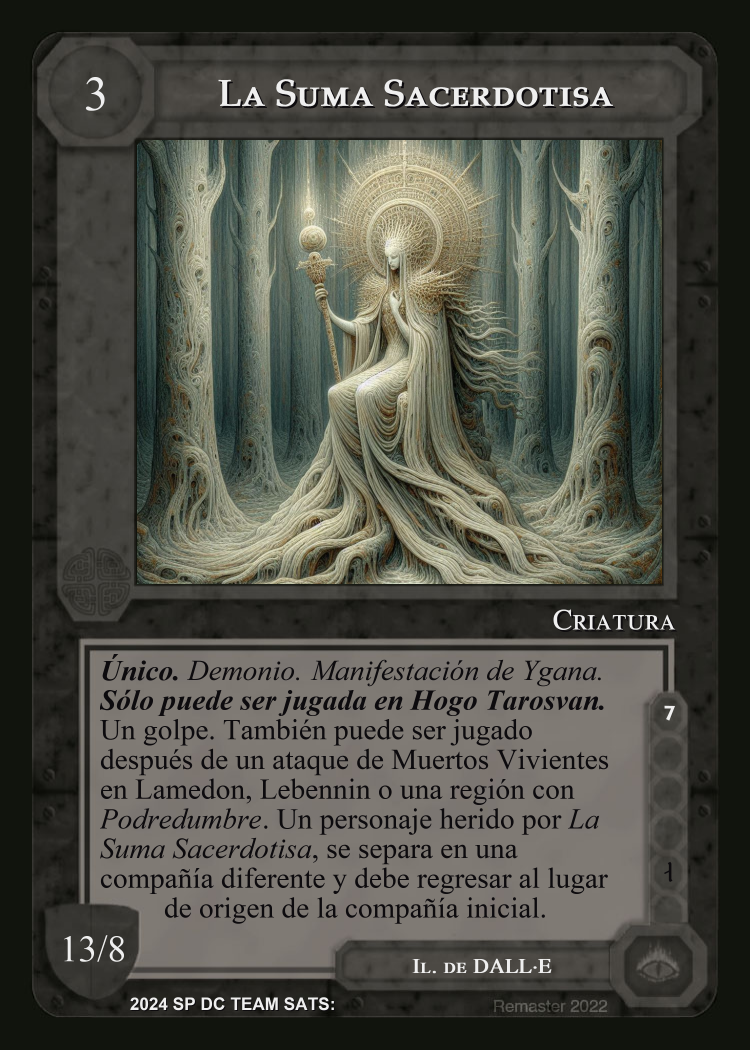 3
La Suma Sacerdotisa
Criatura
Único. Demonio. Manifestación de Ygana.
Sólo puede ser jugada en Hogo Tarosvan.
Un golpe. También puede ser jugado
después de un ataque de Muertos Vivientes
en Lamedon, Lebennin o una región con
Podredumbre. Un personaje herido por La
Suma Sacerdotisa, se separa en una
compañía diferente y debe regresar al lugar
de origen de la compañía inicial.
7
13/8
Il. de DALL·E
2024 SP DC TEAM SATS:
Remaster 2022